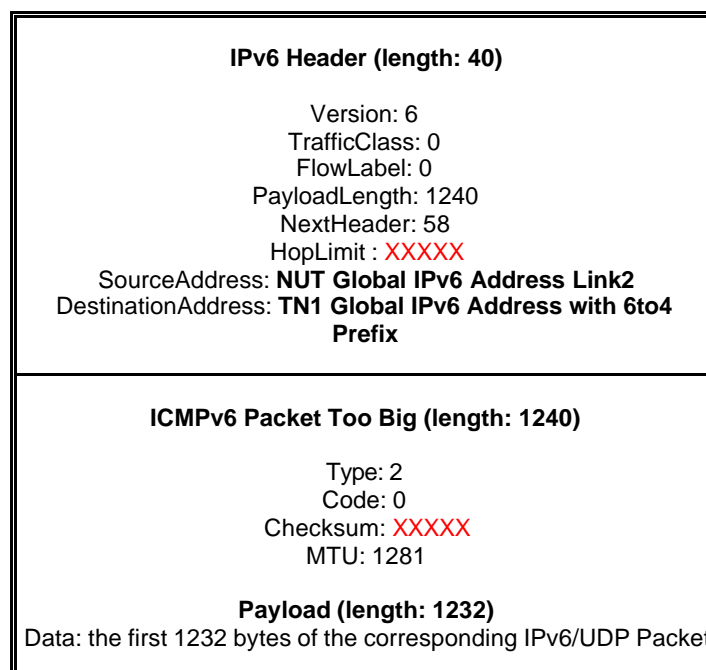 IPv6 Header (length: 40)
Version: 6
TrafficClass: 0
FlowLabel: 0
PayloadLength: 1240
NextHeader: 58
HopLimit : XXXXX
SourceAddress: NUT Global IPv6 Address Link2
DestinationAddress: TN1 Global IPv6 Address with 6to4
Prefix
ICMPv6 Packet Too Big (length: 1240)
Type: 2
Code: 0
Checksum: XXXXX
MTU: 1281
Payload (length: 1232)
Data: the first 1232 bytes of the corresponding IPv6/UDP Packet